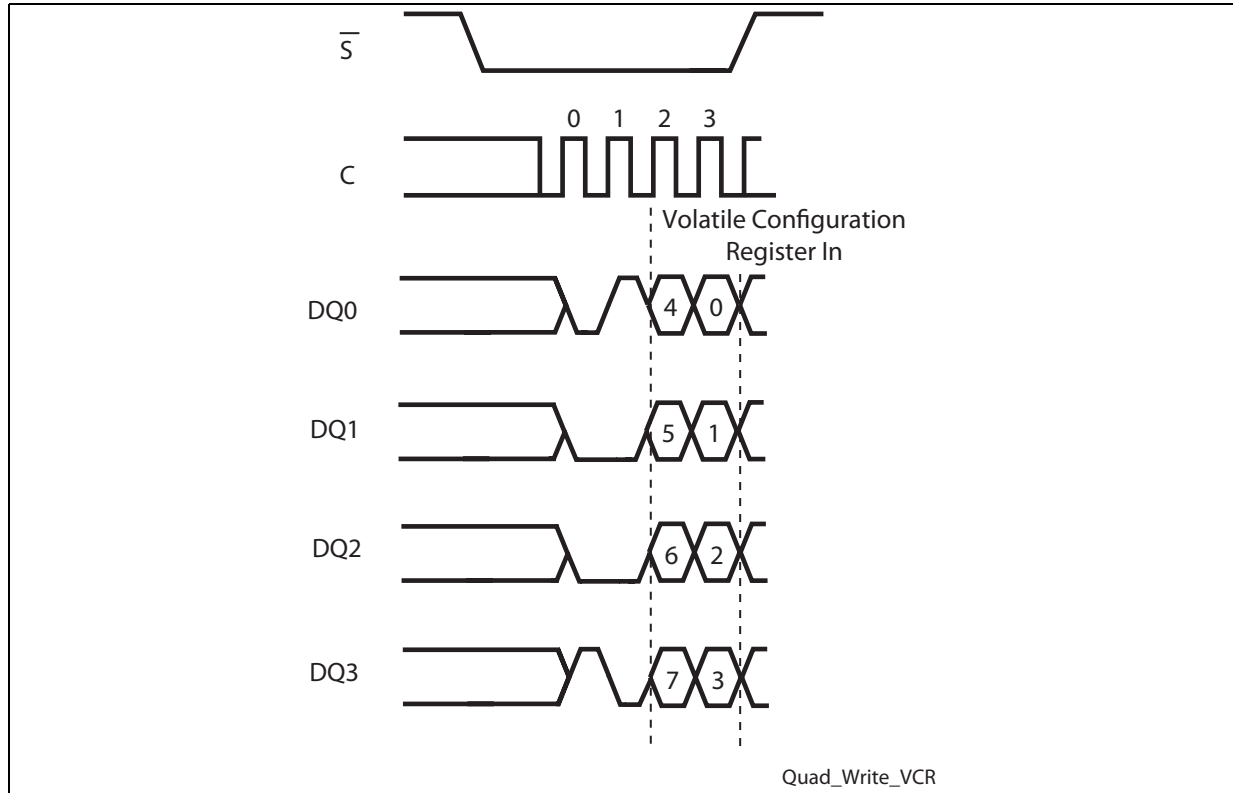 S
0 1 2 3
C
Volatile Configuration
Register In
DQ0 4 0
DQ1 5 1
DQ2 6 2
DQ3 7 3
Quad_Write_VCR